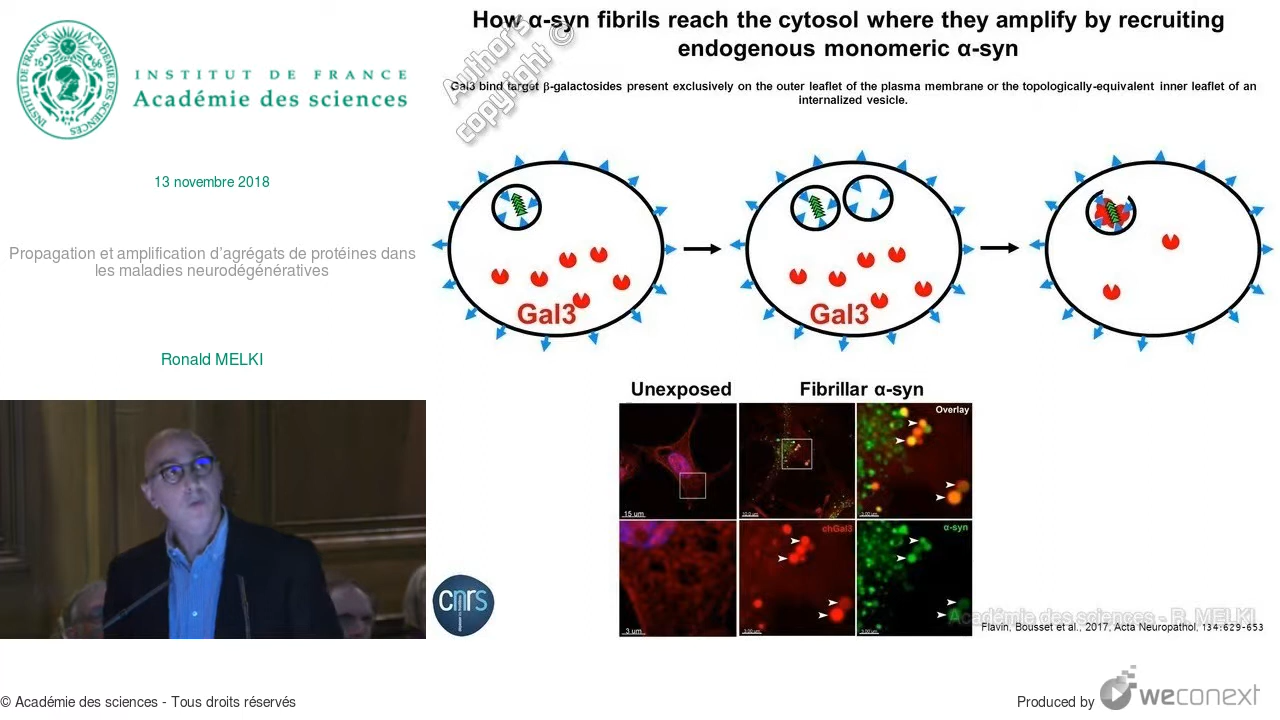 INSTITUT DE FRANCE
Académie des sciences
13 novembre 2018
Propagation et amplification d'agrégats de protéines dans
les maladies neurodégénératives
Ronald MELKI
How α-syn fibrils reach the cytosol where they amplify by recruiting
endogenous monomeric α-syn
Author's
copyright ©
Gal3 bind target β-galactosides present exclusively on the outer leaflet of the plasma membrane or the topologically-equivalent inner leaflet of an
internalized vesicle.
Gal3
Gal3
Unexposed
Fibrillar α-syn
Overlay
15 µm
chGal3
α-syn
3 µm
cnrs
Académie des sciences - R. MELKI
Flavin, Bousset et al., 2017, Acta Neuropathol, 134:629-653
© Académie des sciences - Tous droits réservés
Produced by
weconext